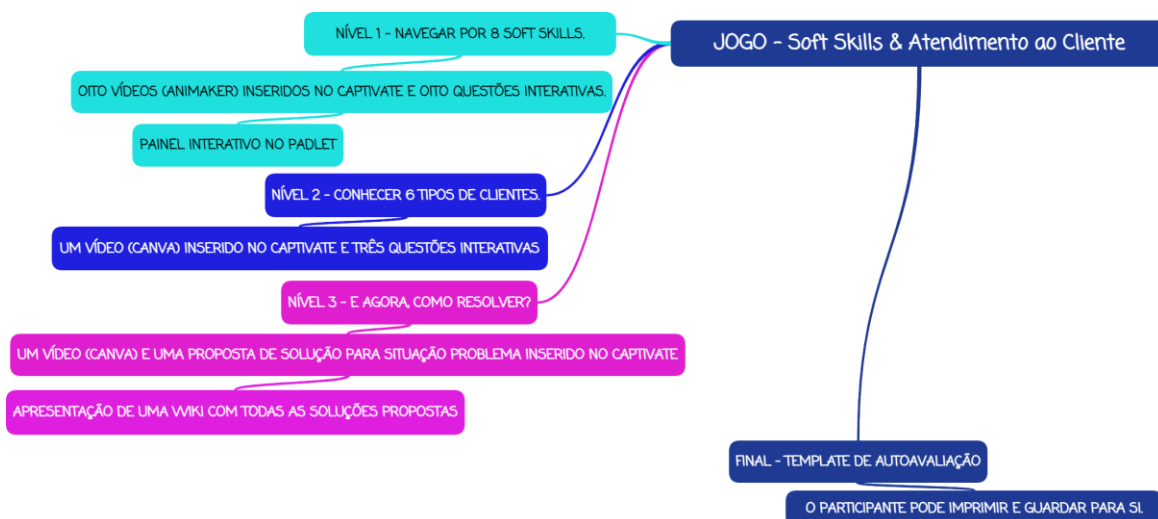 JOGO - Soft Skills & Atendimento ao Cliente
NÍVEL 1 - NAVEGAR POR 8 SOFT SKILLS.
OITO VÍDEOS (ANIMAKER) INSERIDOS NO CAPTIVATE E OITO QUESTÕES INTERATIVAS.
PAINEL INTERATIVO NO PADLET
NÍVEL 2 - CONHECER 6 TIPOS DE CLIENTES.
UM VÍDEO (CANVA) INSERIDO NO CAPTIVATE E TRÊS QUESTÕES INTERATIVAS
NÍVEL 3 - E AGORA, COMO RESOLVER?
UM VÍDEO (CANVA) E UMA PROPOSTA DE SOLUÇÃO PARA SITUAÇÃO PROBLEMA INSERIDO NO CAPTIVATE
APRESENTAÇÃO DE UMA WIKI COM TODAS AS SOLUÇÕES PROPOSTAS
FINAL - TEMPLATE DE AUTOAVALIAÇÃO
O PARTICIPANTE PODE IMPRIMIR E GUARDAR PARA SI.